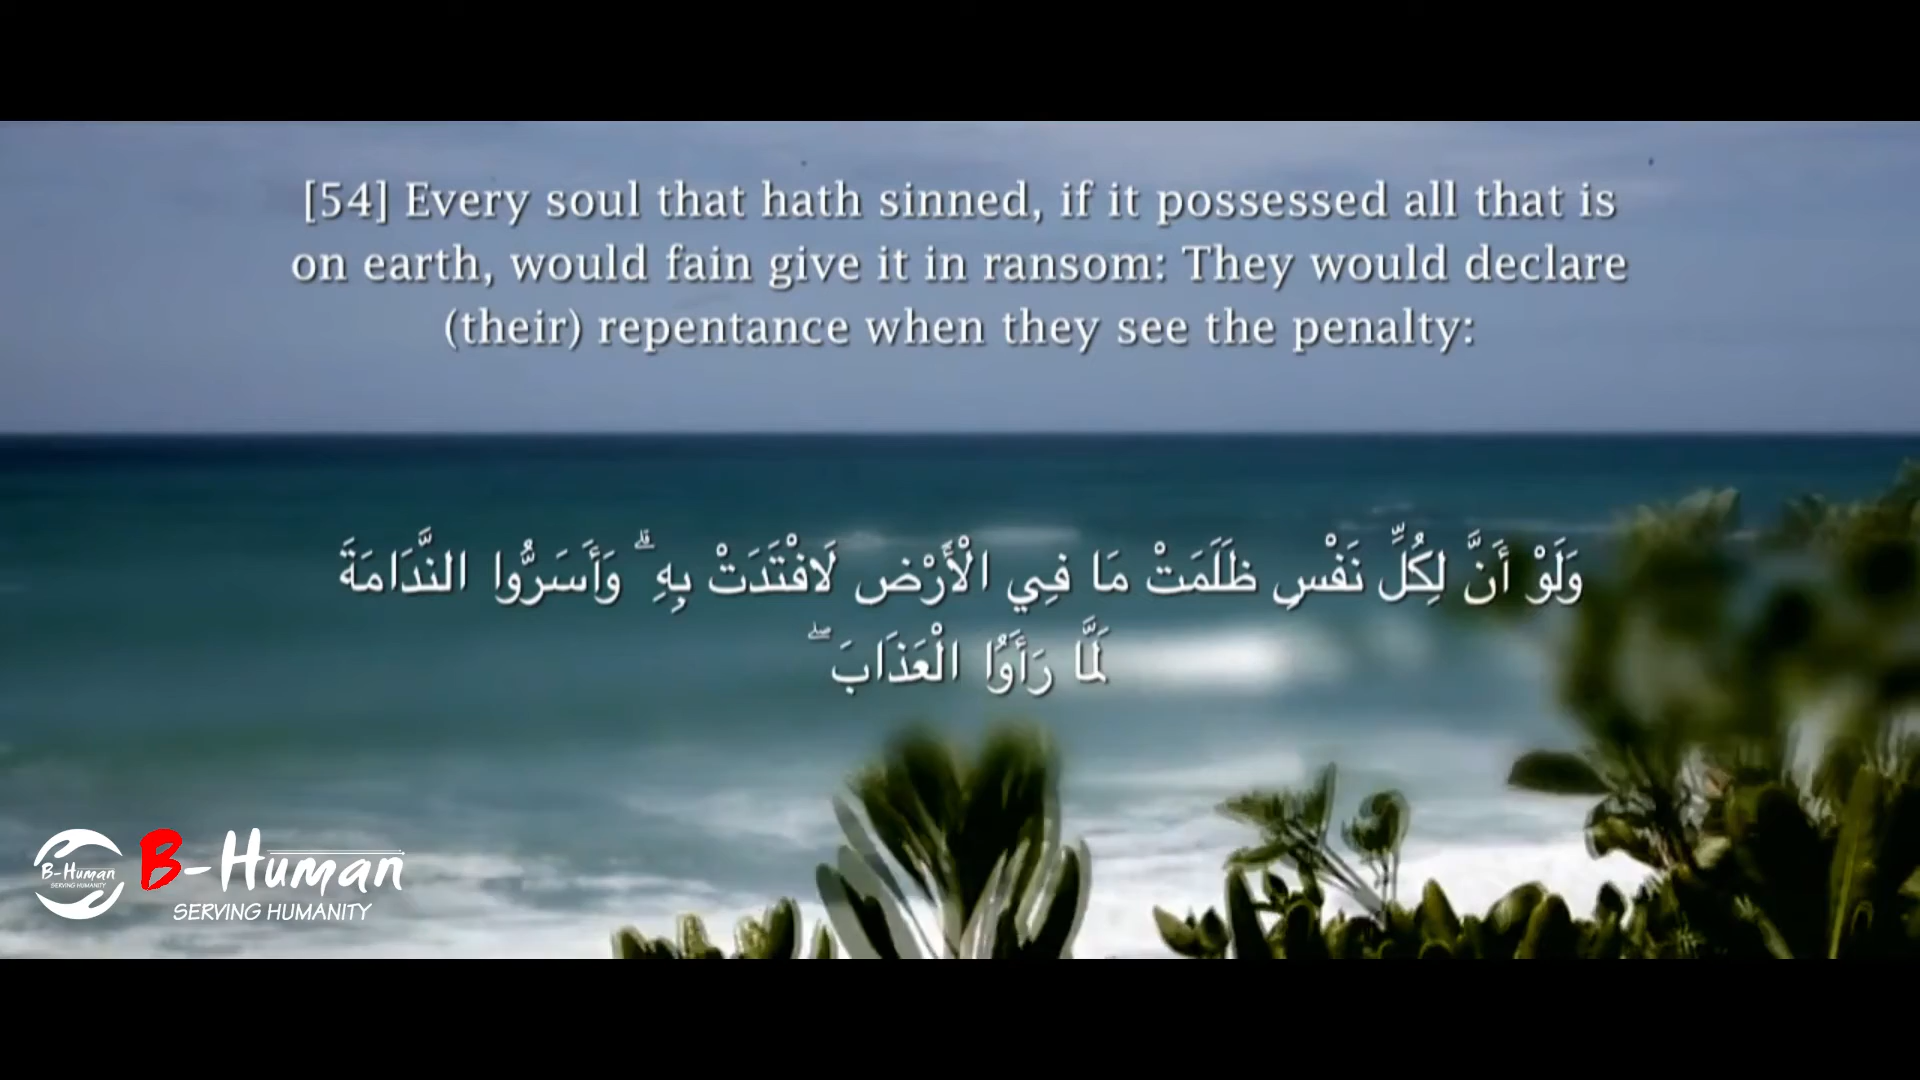 [54] Every soul that hath sinned, if it possessed all that is
on earth, would fain give it in ransom: They would declare
(their) repentance when they see the penalty:
وَلَوْ أَنَّ لِكُلِّ نَفْسٍ ظَلَمَتْ مَا فِي الْأَرْضِ لَافْتَدَتْ بِهِ ۗ وَأَسَرُّوا النَّدَامَةَ
لَمَّا رَأَوُا الْعَذَابَ ۖ
B-Human
SERVING HUMANITY
B-Human
SERVING HUMANITY